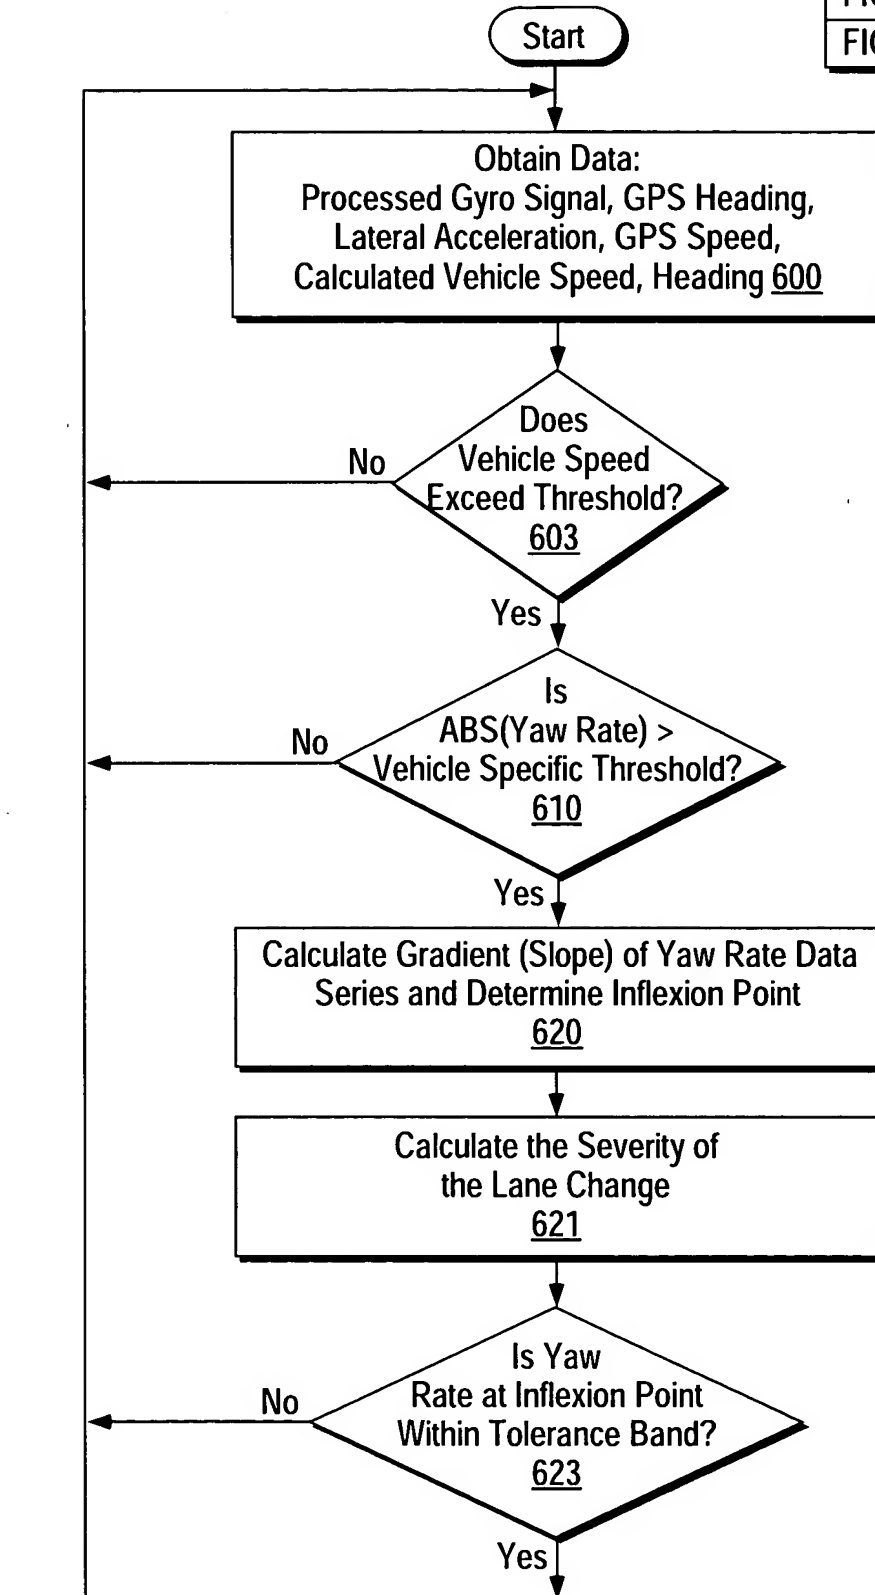 Start
FIG
Obtain Data:
Processed Gyro Signal, GPS Heading,
Lateral Acceleration, GPS Speed,
Calculated Vehicle Speed, Heading 600
Does
Vehicle Speed
Exceed Threshold?
603
No
Yes
Is
ABS(Yaw Rate) >
Vehicle Specific Threshold?
610
No
Yes
Calculate Gradient (Slope) of Yaw Rate Data
Series and Determine Inflexion Point
620
Calculate the Severity of
the Lane Change
621
Is Yaw
Rate at Inflexion Point
Within Tolerance Band?
623
No
Yes